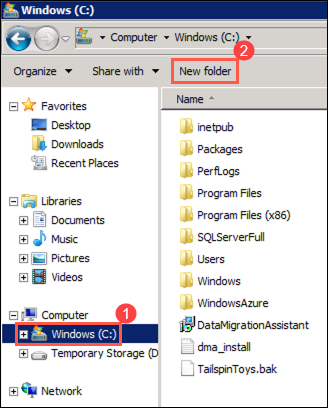 Windows (C:)
Computer ▸ Windows (C:) ▸
2
Organize ▾ Share with ▾ New folder
Name ▴
Favorites
Desktop
Downloads
Recent Places
Libraries
Documents
Music
Pictures
Videos
Computer
1
Windows (C:)
Temporary Storage (D
Network
inetpub
Packages
PerfLogs
Program Files
Program Files (x86)
SQLServerFull
Users
Windows
WindowsAzure
DataMigrationAssistant
dma_install
TailspinToys.bak